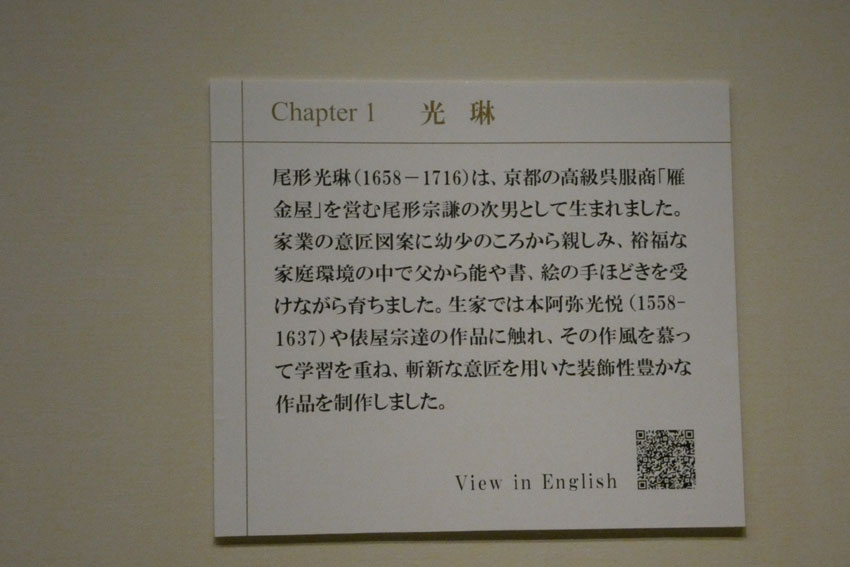 Chapter 1 光 琳
尾形光琳(1658－1716)は、京都の高級呉服商「雁
金屋」を営む尾形宗謙の次男として生まれました。
家業の意匠図案に幼少のころから親しみ、裕福な
家庭環境の中で父から能や書、絵の手ほどきを受
けながら育ちました。生家では本阿弥光悦(1558-
1637)や俵屋宗達の作品に触れ、その作風を慕っ
て学習を重ね、斬新な意匠を用いた装飾性豊かな
作品を制作しました。
View in English